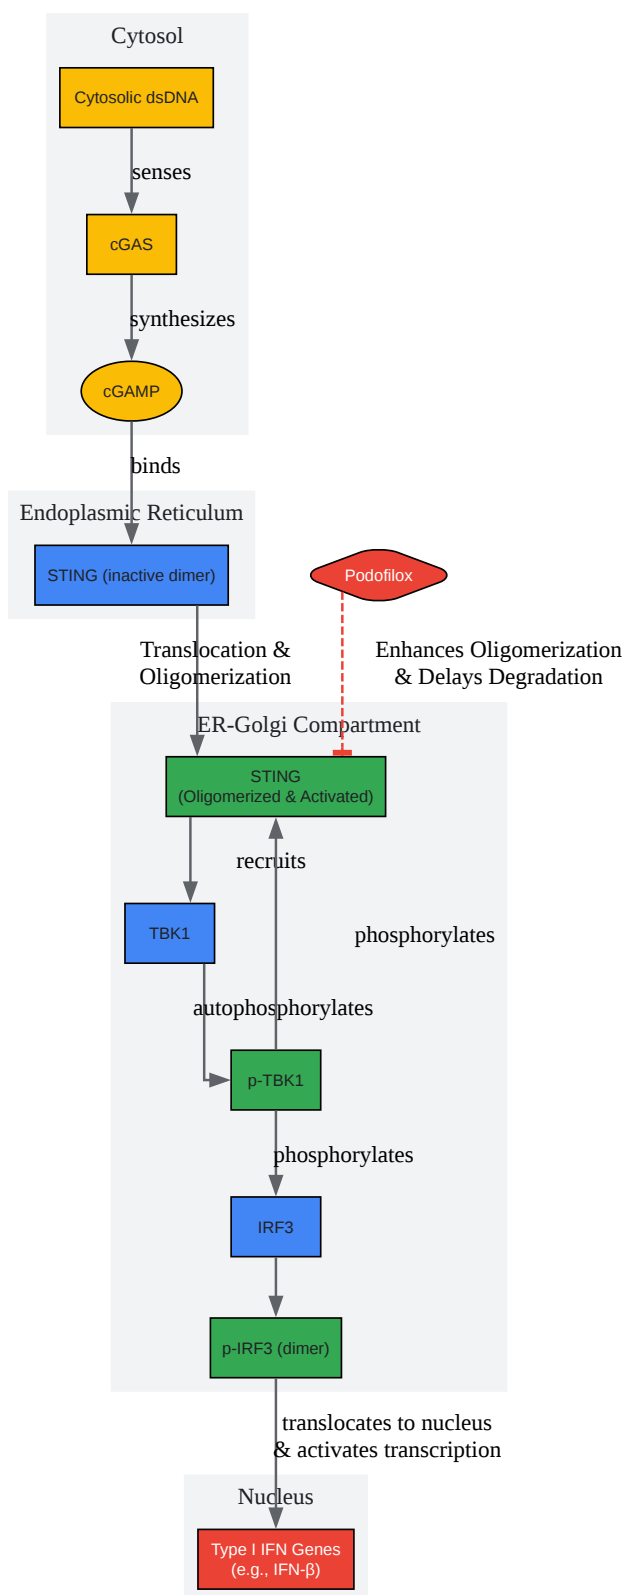 Cytosol
Cytosolic dsDNA
senses
cGAS
synthesizes
cGAMP
binds
Endoplasmic Reticulum
STING (inactive dimer)
Podofilox
Translocation &
Oligomerization
Enhances Oligomerization
& Delays Degradation
ER-Golgi Compartment
STING
(Oligomerized & Activated)
recruits
TBK1
phosphorylates
autophosphorylates
p-TBK1
phosphorylates
IRF3
p-IRF3 (dimer)
translocates to nucleus
& activates transcription
Nucleus
Type I IFN Genes
(e.g., IFN-β)